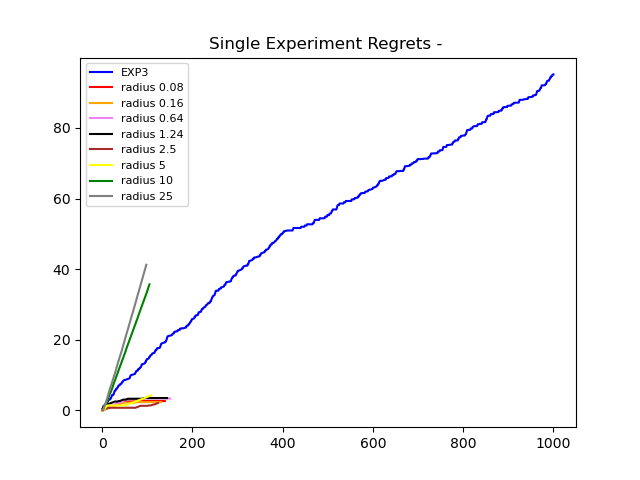 Single Experiment Regrets -
EXP3
radius 0.08
radius 0.16
radius 0.64
radius 1.24
radius 2.5
radius 5
radius 10
radius 25
80
60
40
20
0
0 200 400 600 800 1000